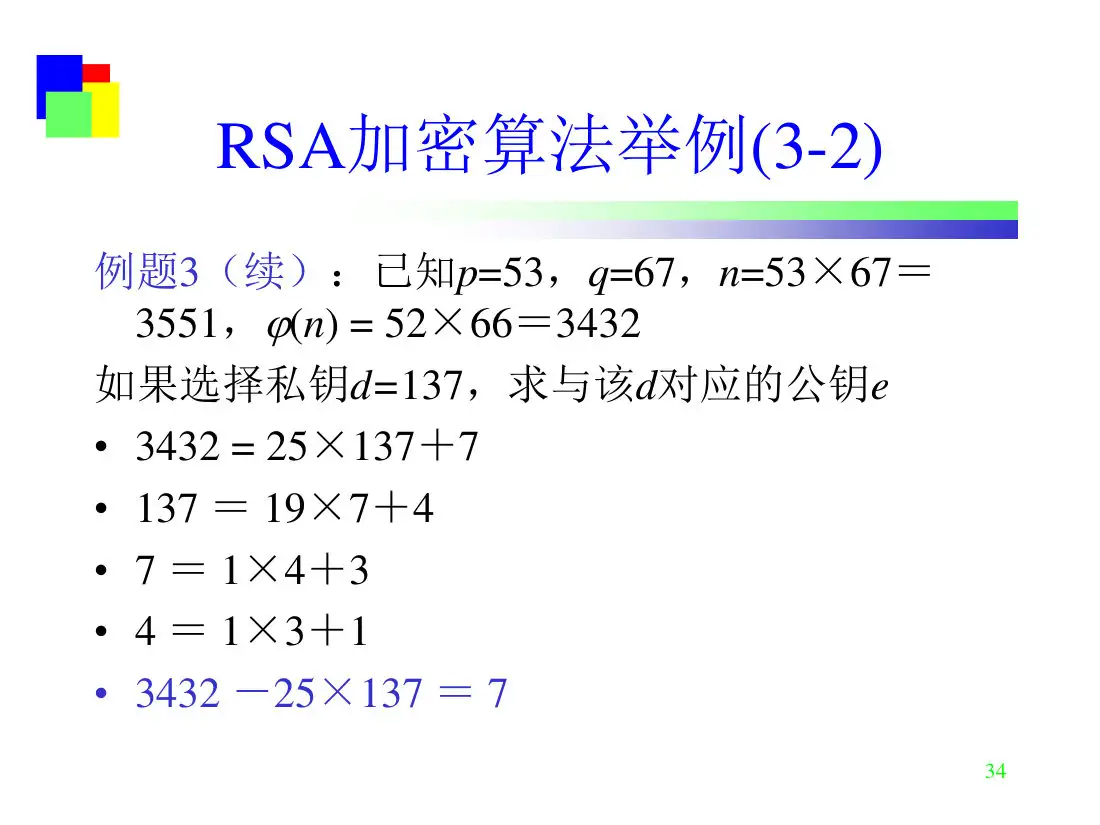 RSA加密算法举例(3-2)
例题3（续）：已知p=53，q=67，n=53×67＝
3551，φ(n) = 52×66＝3432
如果选择私钥d=137，求与该d对应的公钥e
• 3432 = 25×137＋7
• 137 ＝ 19×7＋4
• 7 ＝ 1×4＋3
• 4 ＝ 1×3＋1
• 3432 －25×137 ＝ 7
34